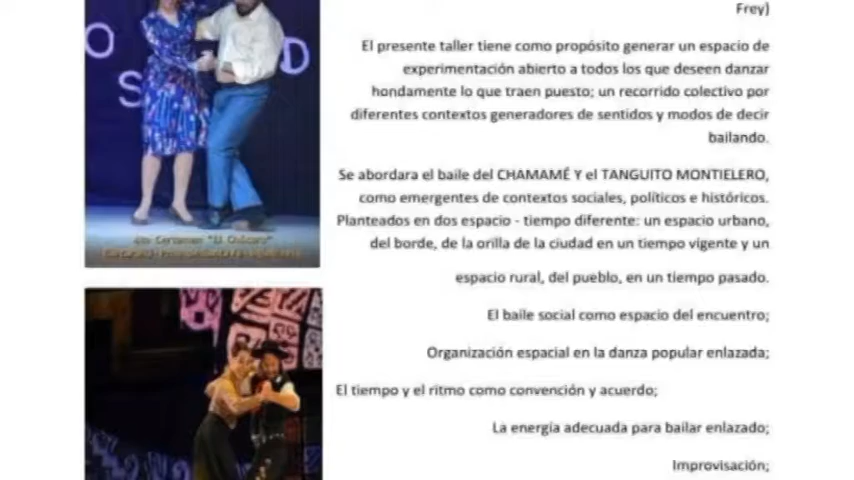 Frey)
El presente taller tiene como propósito generar un espacio de
experimentación abierto a todos los que deseen danzar
hondamente lo que traen puesto; un recorrido colectivo por
diferentes contextos generadores de sentidos y modos de decir
bailando.
Se abordara el baile del CHAMAMÉ Y el TANGUITO MONTIELERO,
como emergentes de contextos sociales, políticos e históricos.
Planteados en dos espacio - tiempo diferente: un espacio urbano,
del borde, de la orilla de la ciudad en un tiempo vigente y un
espacio rural, del pueblo, en un tiempo pasado.
El baile social como espacio del encuentro;
Organización espacial en la danza popular enlazada;
El tiempo y el ritmo como convención y acuerdo;
La energía adecuada para bailar enlazado;
Improvisación;
O
S
D
4to Certamen "El Chúcaro"